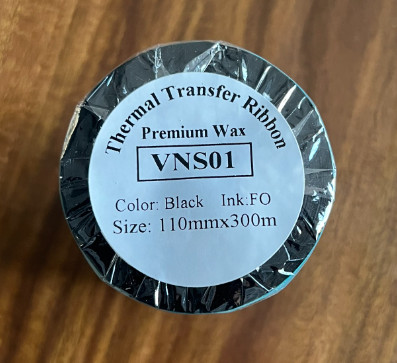 Thermal Transfer Ribbon
Premium Wax
VNS01
Color: Black Ink:FO
Size: 110mmx300m